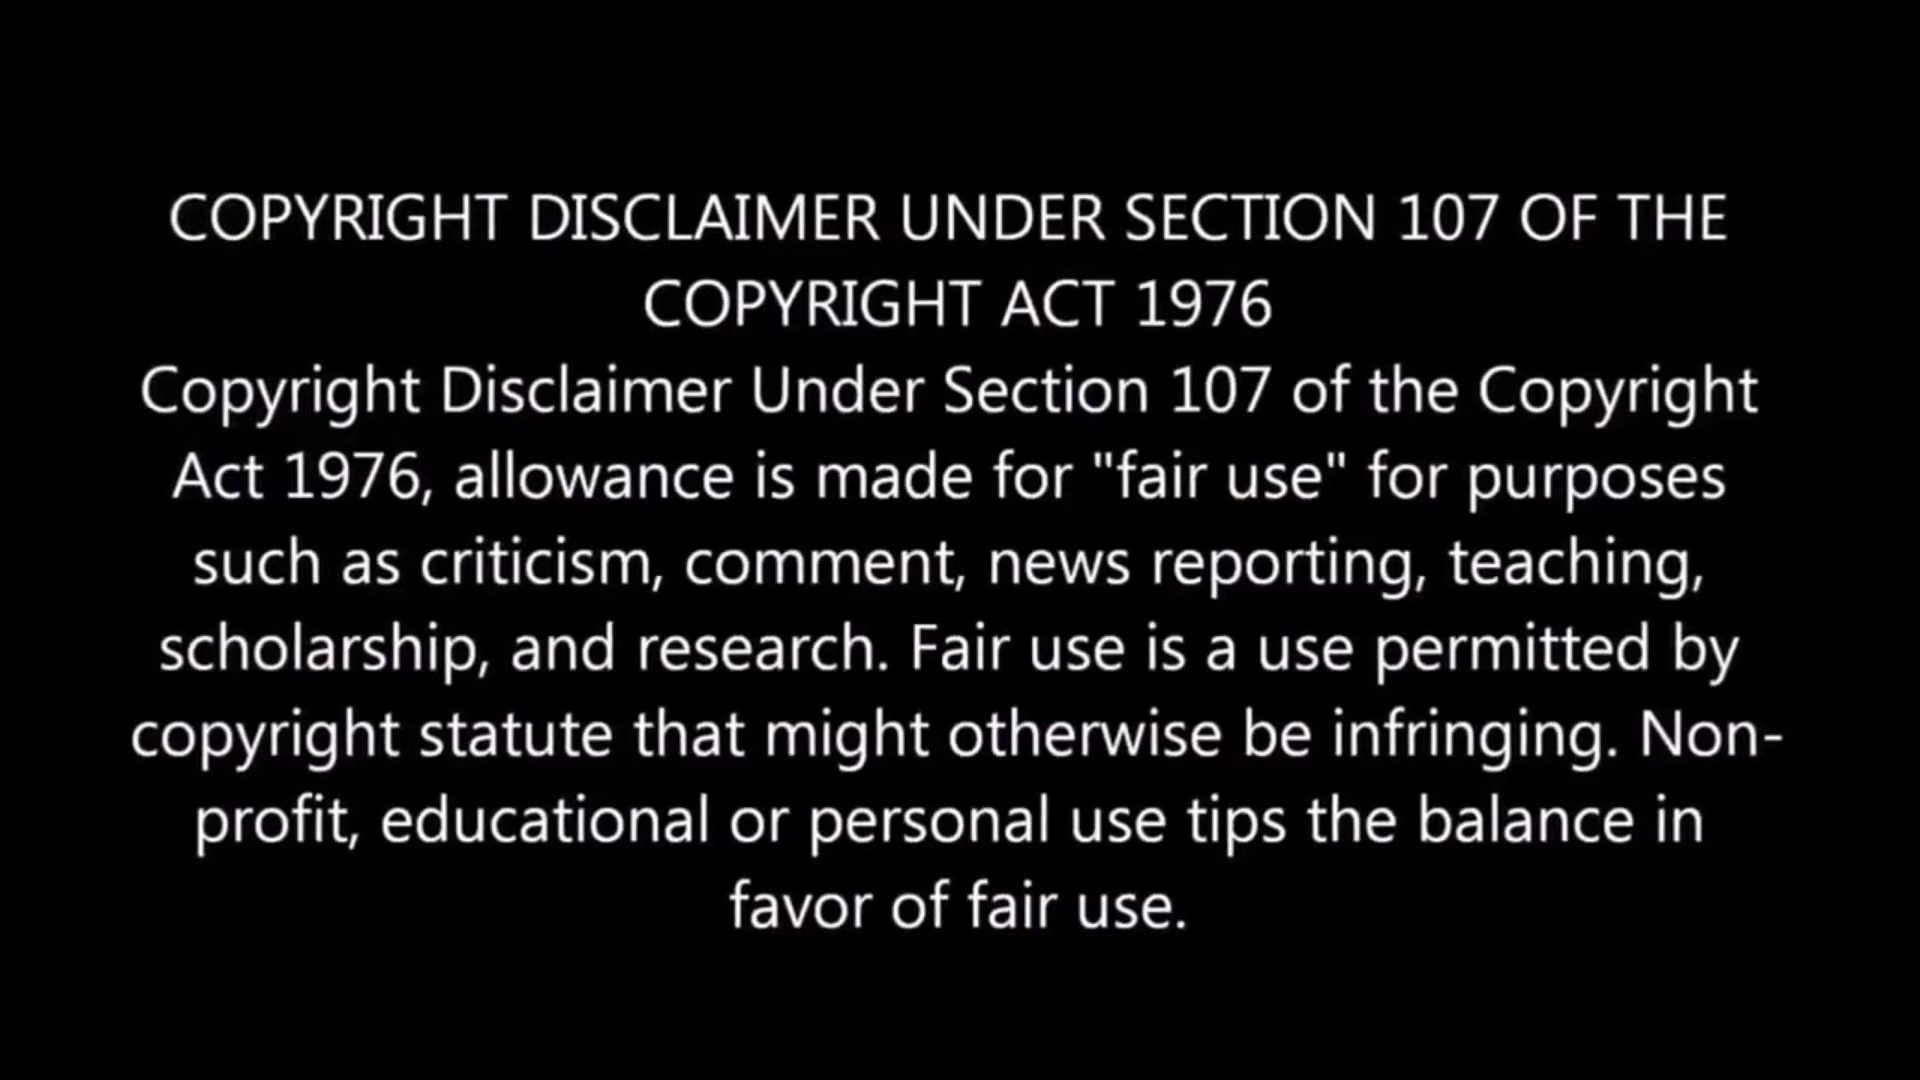 COPYRIGHT DISCLAIMER UNDER SECTION 107 OF THE
COPYRIGHT ACT 1976
Copyright Disclaimer Under Section 107 of the Copyright
Act 1976, allowance is made for "fair use" for purposes
such as criticism, comment, news reporting, teaching,
scholarship, and research. Fair use is a use permitted by
copyright statute that might otherwise be infringing. Non-
profit, educational or personal use tips the balance in
favor of fair use.